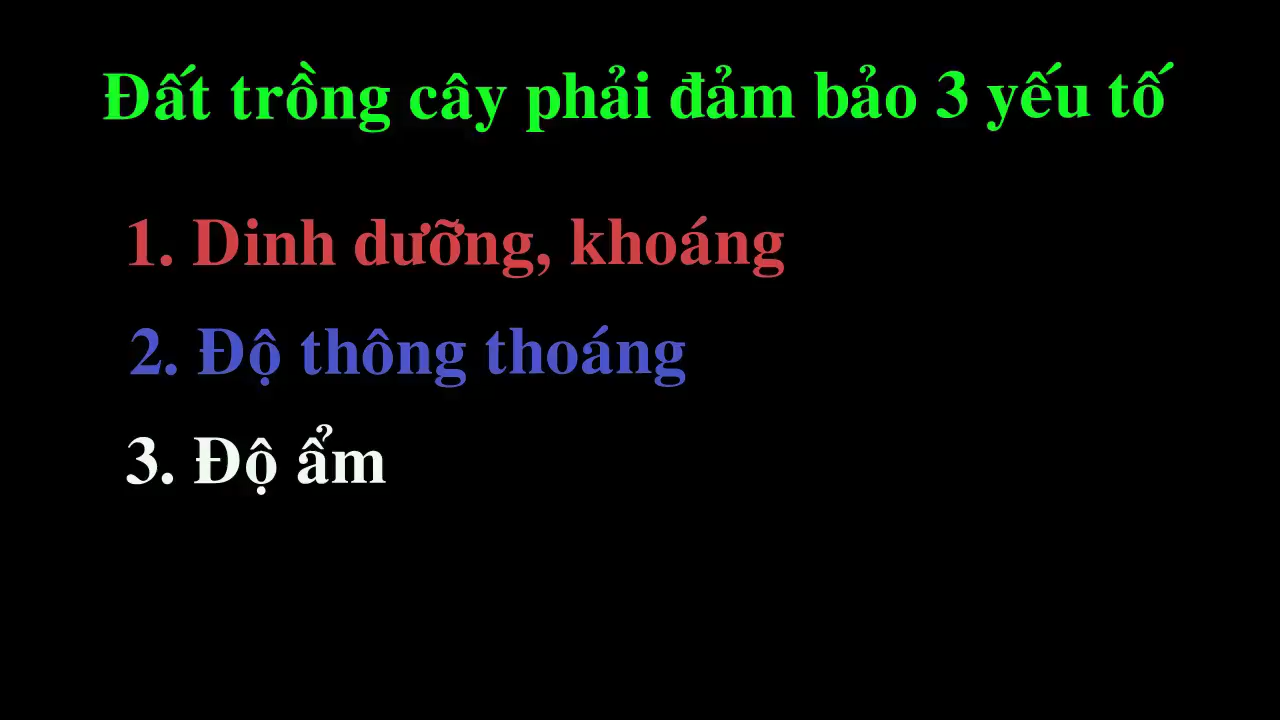 Đất trồng cây phải đảm bảo 3 yếu tố
1. Dinh dưỡng, khoáng
2. Độ thông thoáng
3. Độ ẩm